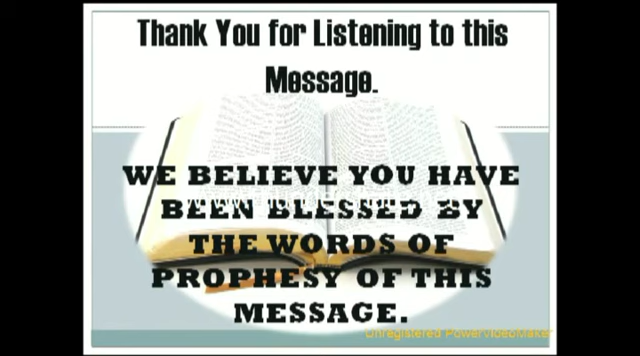 Thank You for Listening to this
Message.
WE BELIEVE YOU HAVE
BEEN BLESSED BY
THE WORDS OF
PROPHESY OF THIS
MESSAGE.
Unregistered PowerVideoMaker